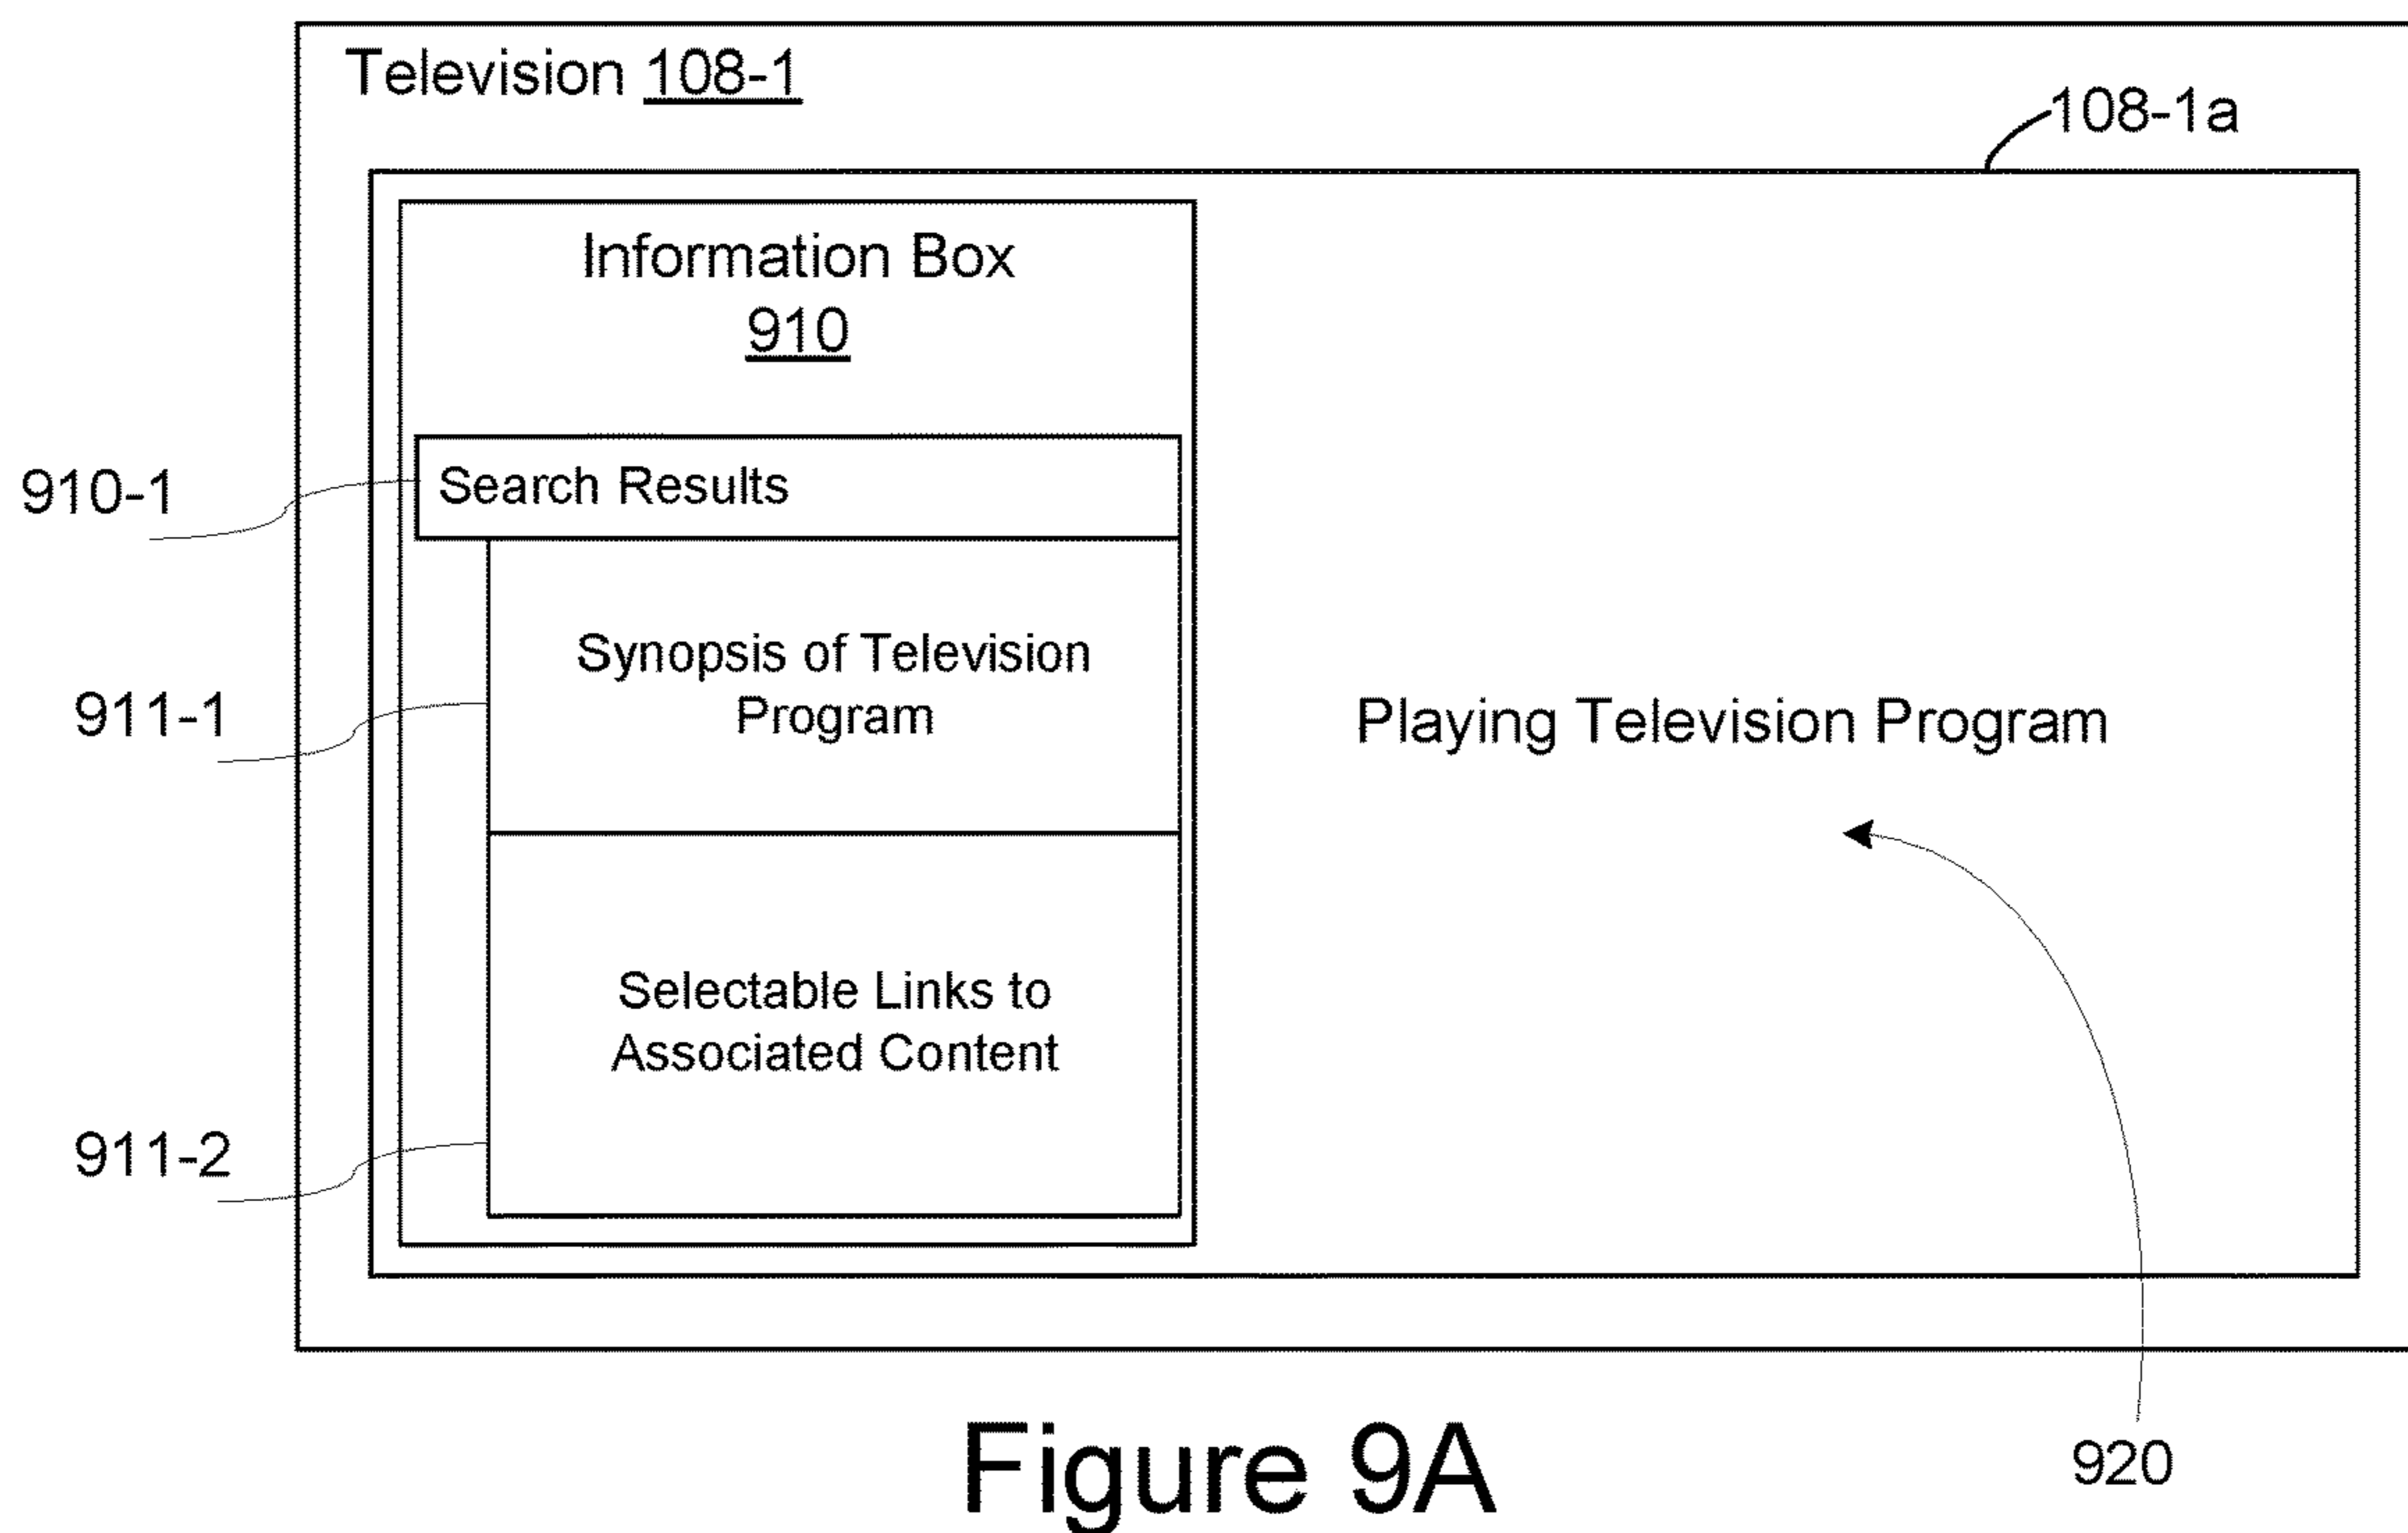 Television 108-1
108-1a
Information Box
910
910-1
Search Results
911-1
Synopsis of Television
Program
Playing Television Program
911-2
Selectable Links to
Associated Content
920
Figure 9A